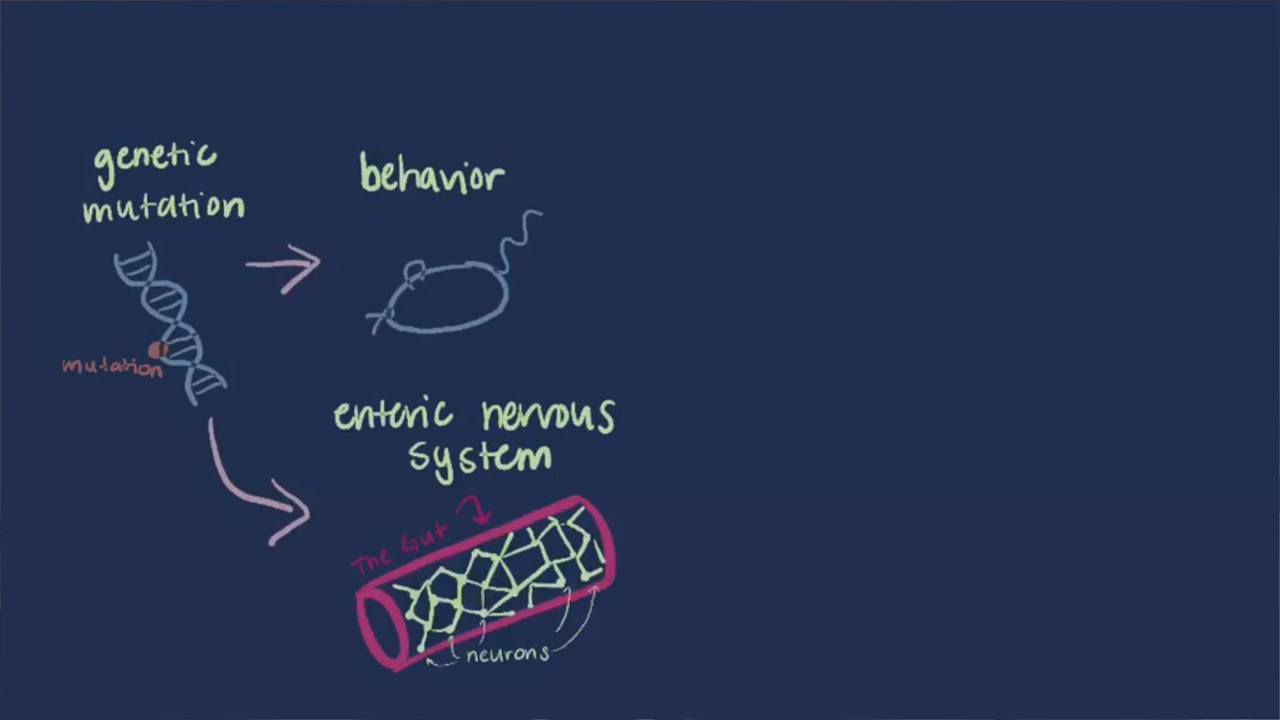 genetic
mutation
behavior
mutation
enteric nervous
system
The Gut
neurons